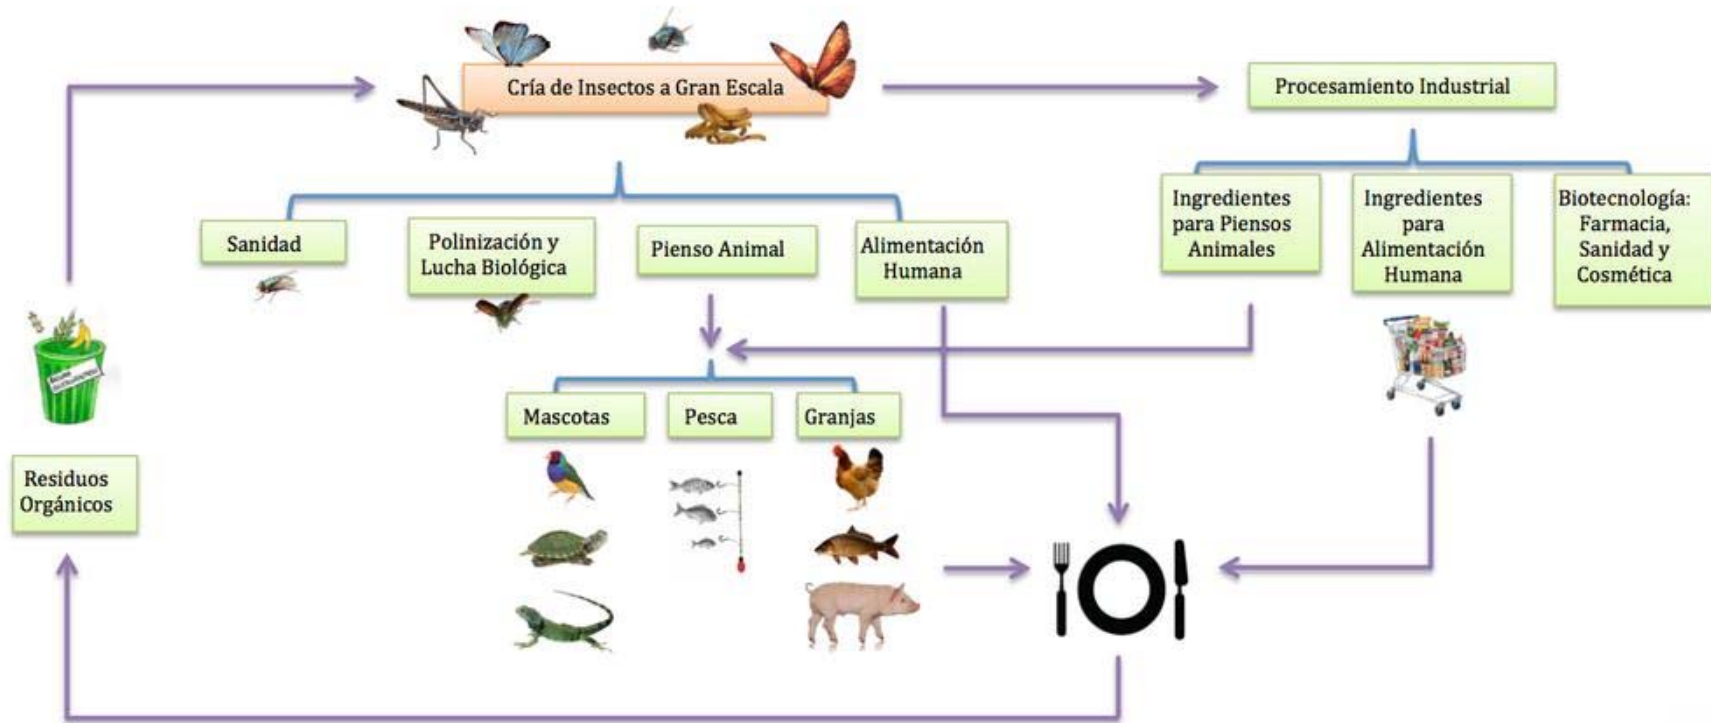 Cría de Insectos a Gran Escala
Procesamiento Industrial
Sanidad
Polinización y
Lucha Biológica
Pienso Animal
Alimentación
Humana
Ingredientes
para Piensos
Animales
Ingredientes
para
Alimentación
Humana
Biotecnología:
Farmacia,
Sanidad y
Cosmética
Mascotas
Pesca
Granjas
Residuos
Orgánicos